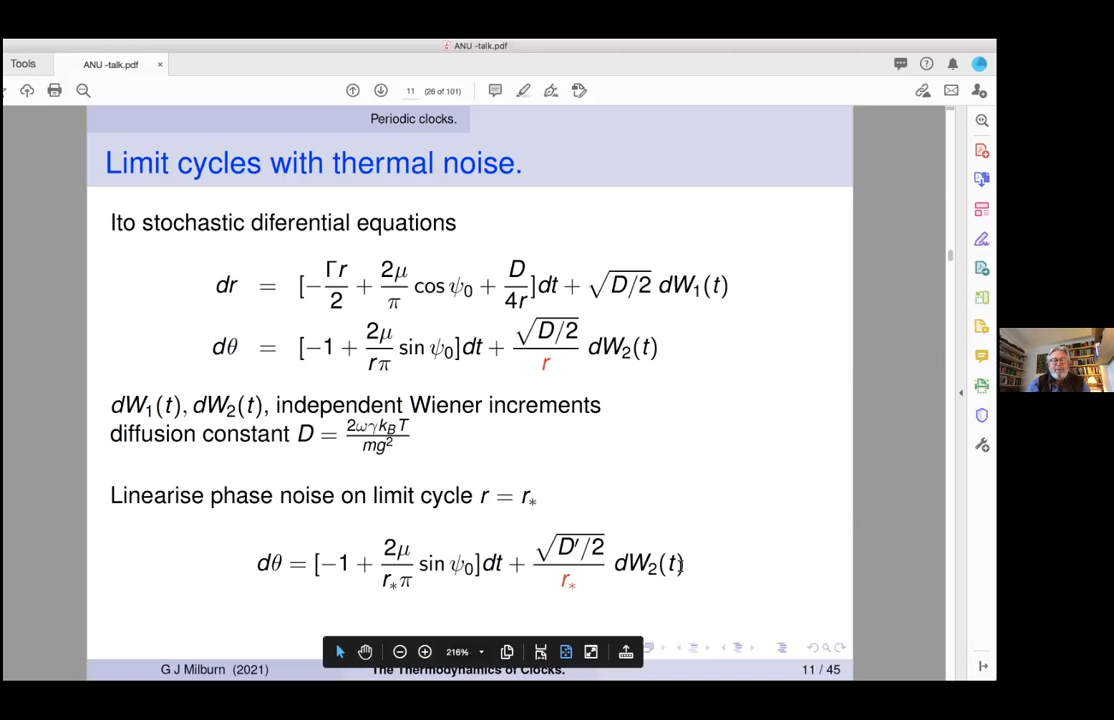 ANU -talk.pdf
Tools
ANU -talk.pdf ×
11 (26 of 101)
Periodic clocks.
Limit cycles with thermal noise.
Ito stochastic diferential equations
dr = [−Γr/2 + 2μ/π cos ψ₀ + D/4r]dt + √D/2 dW₁(t)
dθ = [−1 + 2μ/rπ sin ψ₀]dt + √D/2/r dW₂(t)
dW₁(t), dW₂(t), independent Wiener increments
diffusion constant D = 2ωγk_BT/mg²
Linearise phase noise on limit cycle r = r∗
dθ = [−1 + 2μ/r∗π sin ψ₀]dt + √D′/2/r∗ dW₂(t)
216%
G J Milburn (2021) The Thermodynamics of Clocks. 11 / 45